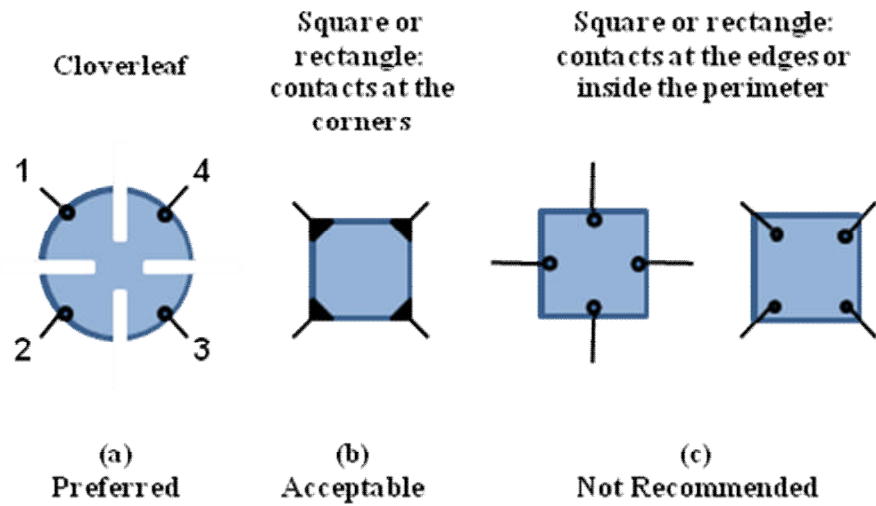 Cloverleaf
Square or
rectangle:
contacts at the
corners
Square or rectangle:
contacts at the edges or
inside the perimeter
1
4
2
3
(a)
Preferred
(b)
Acceptable
(c)
Not Recommended